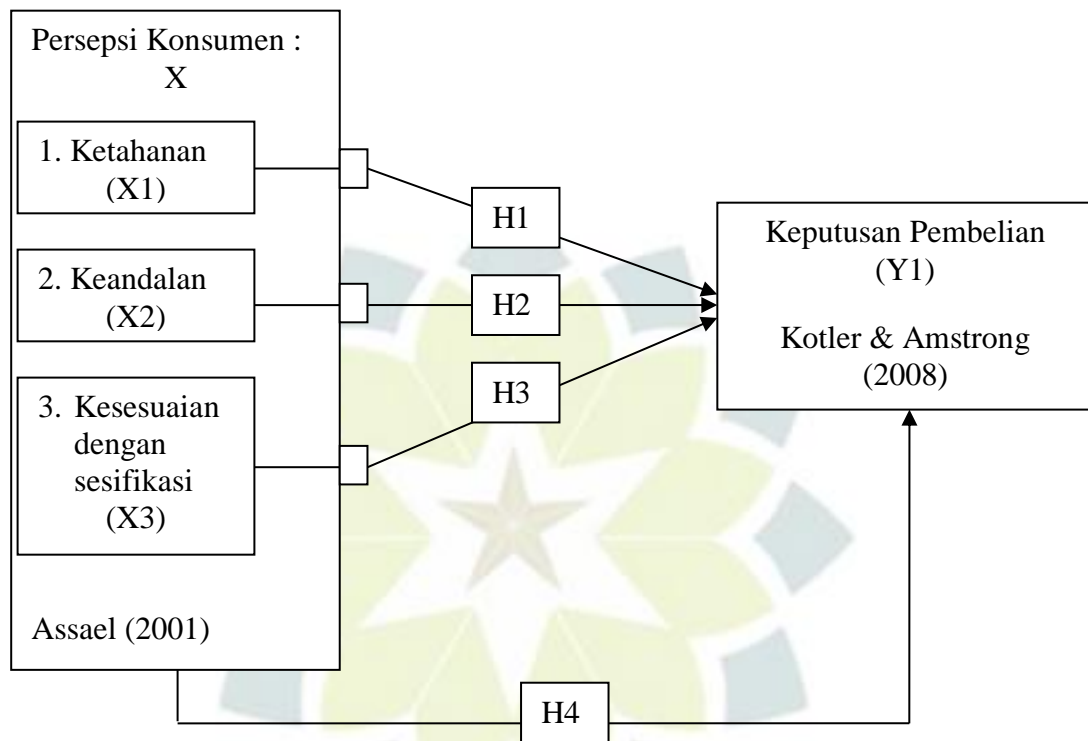 Persepsi Konsumen :
X
1. Ketahanan
(X1)
2. Keandalan
(X2)
3. Kesesuaian
dengan
sesifikasi
(X3)
Assael (2001)
H1
H2
H3
H4
Keputusan Pembelian
(Y1)
Kotler & Amstrong
(2008)